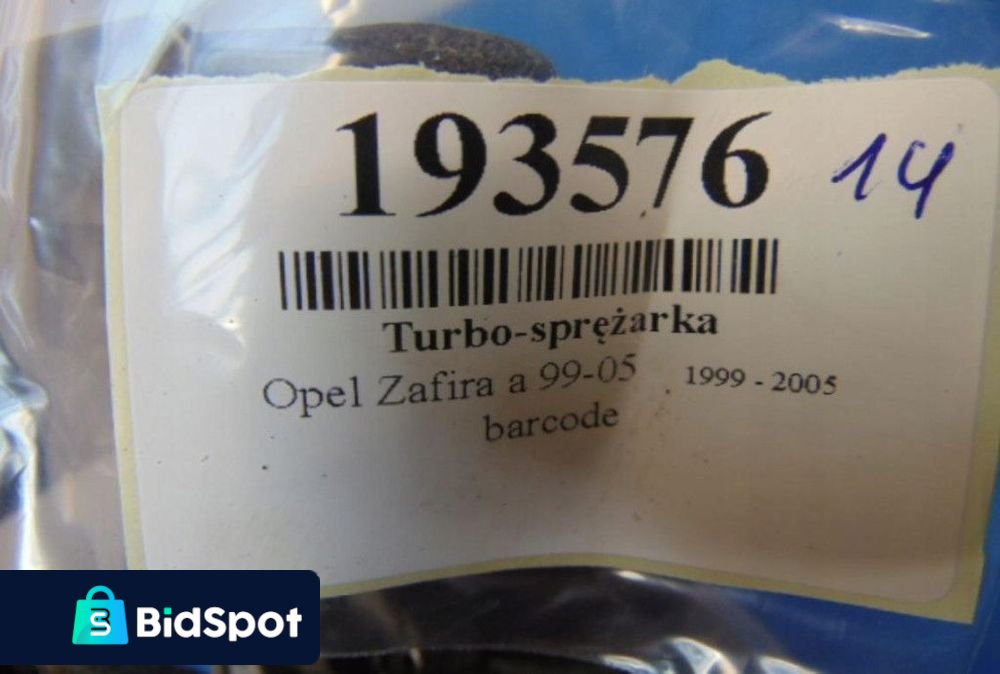 193576 14
Turbo-sprężarka
Opel Zafira a 99-05 1999 - 2005
barcode
BidSpot